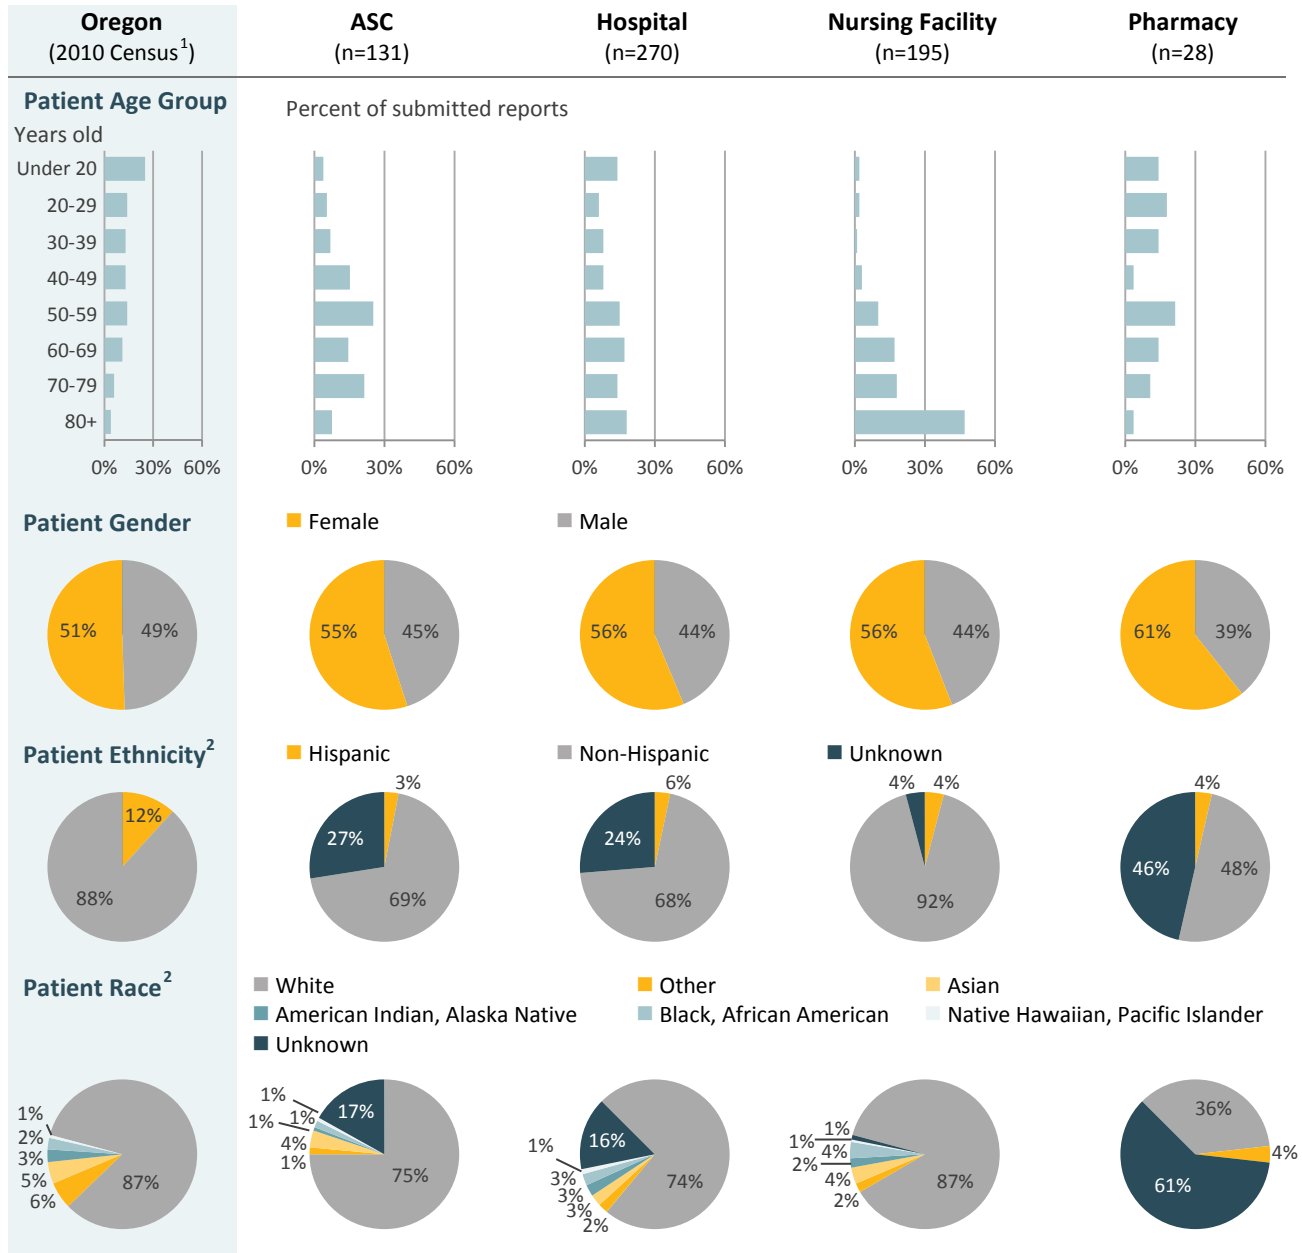 Oregon ASC Hospital Nursing Facility Pharmacy
(2010 Census1) (n=131) (n=270) (n=195) (n=28)
Patient Age Group
Percent of submitted reports
Years old
Under 20
20-29
30-39
40-49
50-59
60-69
70-79
80+
0% 30% 60% 0% 30% 60% 0% 30% 60% 0% 30% 60% 0% 30% 60%
Patient Gender Female Male
51% 49% 55% 45% 56% 44% 56% 44% 61% 39%
Patient Ethnicity2 Hispanic Non-Hispanic Unknown
12% 88%
3% 27% 69%
6% 24% 68%
4% 4% 92%
4% 46% 48%
Patient Race2
White Other Asian
American Indian, Alaska Native Black, African American Native Hawaiian, Pacific Islander
Unknown
1% 2% 3% 5% 6% 87%
1% 1% 1% 4% 1% 17% 75%
1% 3% 3% 3% 2% 16% 74%
1% 1% 4% 2% 4% 2% 87%
36% 4% 61%